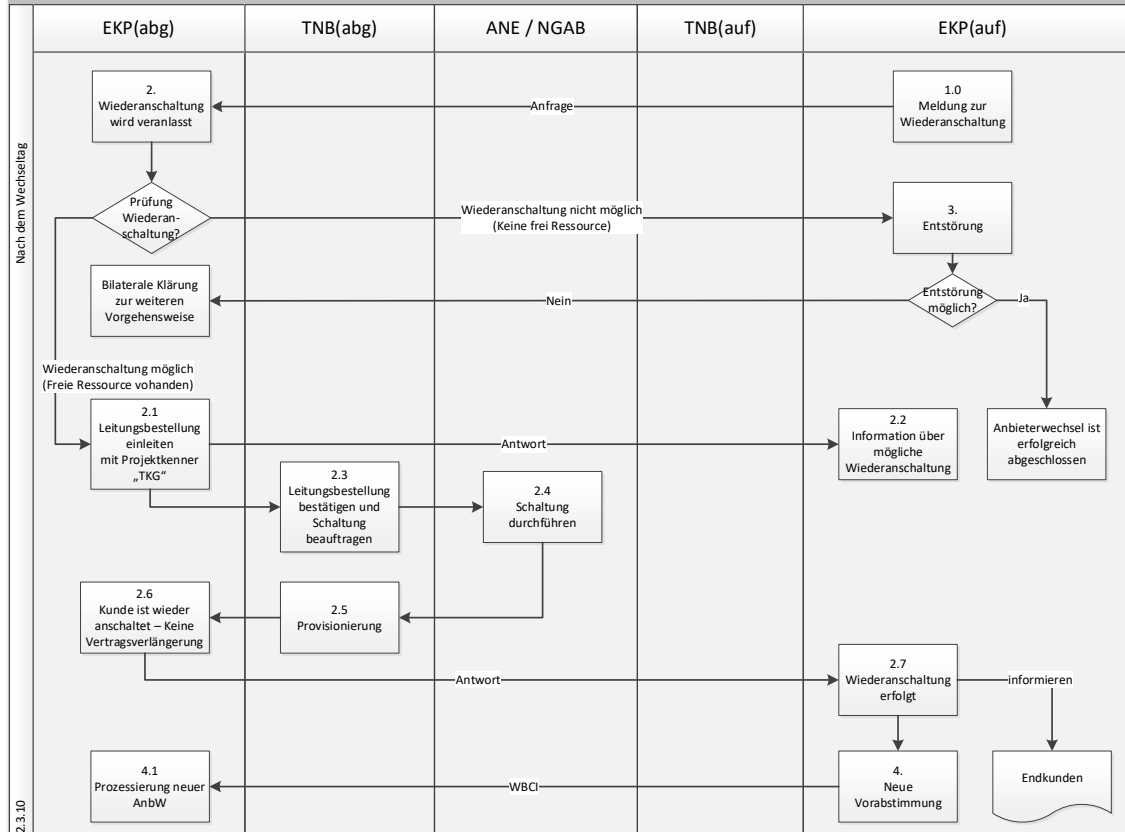 EKP(abg)
TNB(abg)
ANE / NGAB
TNB(auf)
EKP(auf)
Nach dem Wechseltag
2.3.10
2.
Wiederanschaltung
wird veranlasst
Anfrage
1.0
Meldung zur
Wiederanschaltung
Prüfung
Wiederan-
schaltung?
Wiederanschaltung nicht möglich
(Keine frei Ressource)
3.
Entstörung
Bilaterale Klärung
zur weiteren
Vorgehensweise
Nein
Entstörung
möglich?
Ja
Wiederanschaltung möglich
(Freie Ressource vohanden)
2.1
Leitungsbestellung
einleiten
mit Projektkenner
„TKG“
Antwort
2.2
Information über
mögliche
Wiederanschaltung
Anbieterwechsel ist
erfolgreich
abgeschlossen
2.3
Leitungsbestellung
bestätigen und
Schaltung
beauftragen
2.4
Schaltung
durchführen
2.6
Kunde ist wieder
anschaltet – Keine
Vertragsverlängerung
2.5
Provisionierung
Antwort
2.7
Wiederanschaltung
erfolgt
informieren
4.1
Prozessierung neuer
AnbW
WBCI
4.
Neue
Vorabstimmung
Endkunden